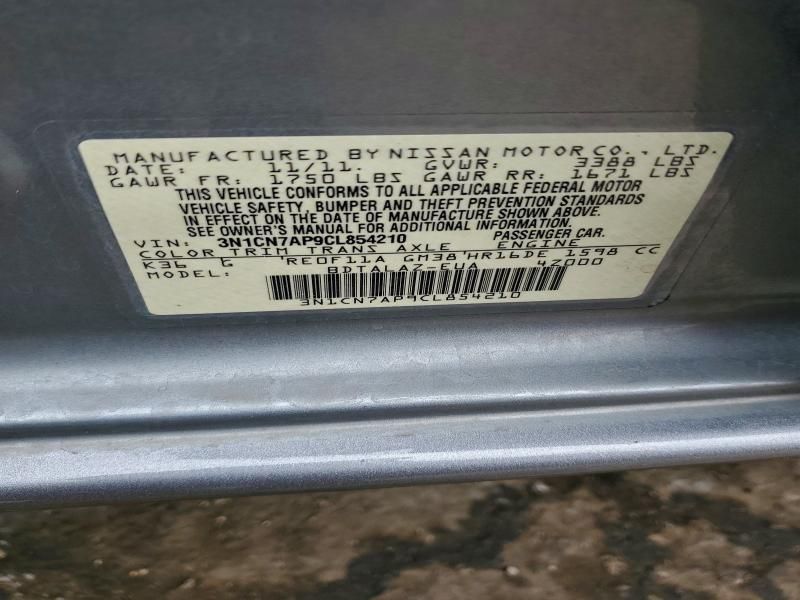 MANUFACTURED BY NISSAN MOTOR CO., LTD.
DATE: 11/11. GVWR: 3388 LBS
GAWR FR: 1750 LBS GAWR RR: 1671 LBS
THIS VEHICLE CONFORMS TO ALL APPLICABLE FEDERAL MOTOR
VEHICLE SAFETY, BUMPER AND THEFT PREVENTION STANDARDS
IN EFFECT ON THE DATE OF MANUFACTURE SHOWN ABOVE.
SEE OWNER'S MANUAL FOR ADDITIONAL INFORMATION.
VIN: 3N1CN7AP9CL854210 PASSENGER CAR.
COLOR TRIM TRANS AXLE ENGINE
K36 G RE0F11A GM38 HR16DE 1598 CC
MODEL: BDTALAZ-EUA 4Z000
3N1CN7AP9CL854210